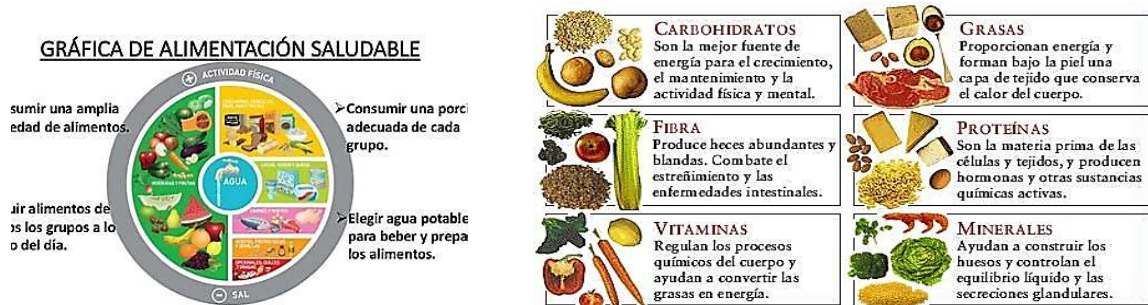 GRÁFICA DE ALIMENTACIÓN SALUDABLE
ACTIVIDAD FÍSICA
sumir una amplia
edad de alimentos.
➢Consumir una porci
adecuada de cada
grupo.
AGUA
VERDURAS Y FRUTAS
uir alimentos de
os los grupos a lo
o del día.
➢Elegir agua potable
para beber y prepa
los alimentos.
SAL
CARBOHIDRATOS
Son la mejor fuente de
energía para el crecimiento,
el mantenimiento y la
actividad física y mental.
GRASAS
Proporcionan energía y
forman bajo la piel una
capa de tejido que conserva
el calor del cuerpo.
FIBRA
Produce heces abundantes y
blandas. Combate el
estreñimiento y las
enfermedades intestinales.
PROTEÍNAS
Son la materia prima de las
células y tejidos, y producen
hormonas y otras sustancias
químicas activas.
VITAMINAS
Regulan los procesos
químicos del cuerpo y
ayudan a convertir las
grasas en energía.
MINERALES
Ayudan a construir los
huesos y controlan el
equilibrio líquido y las
secreciones glandulares.